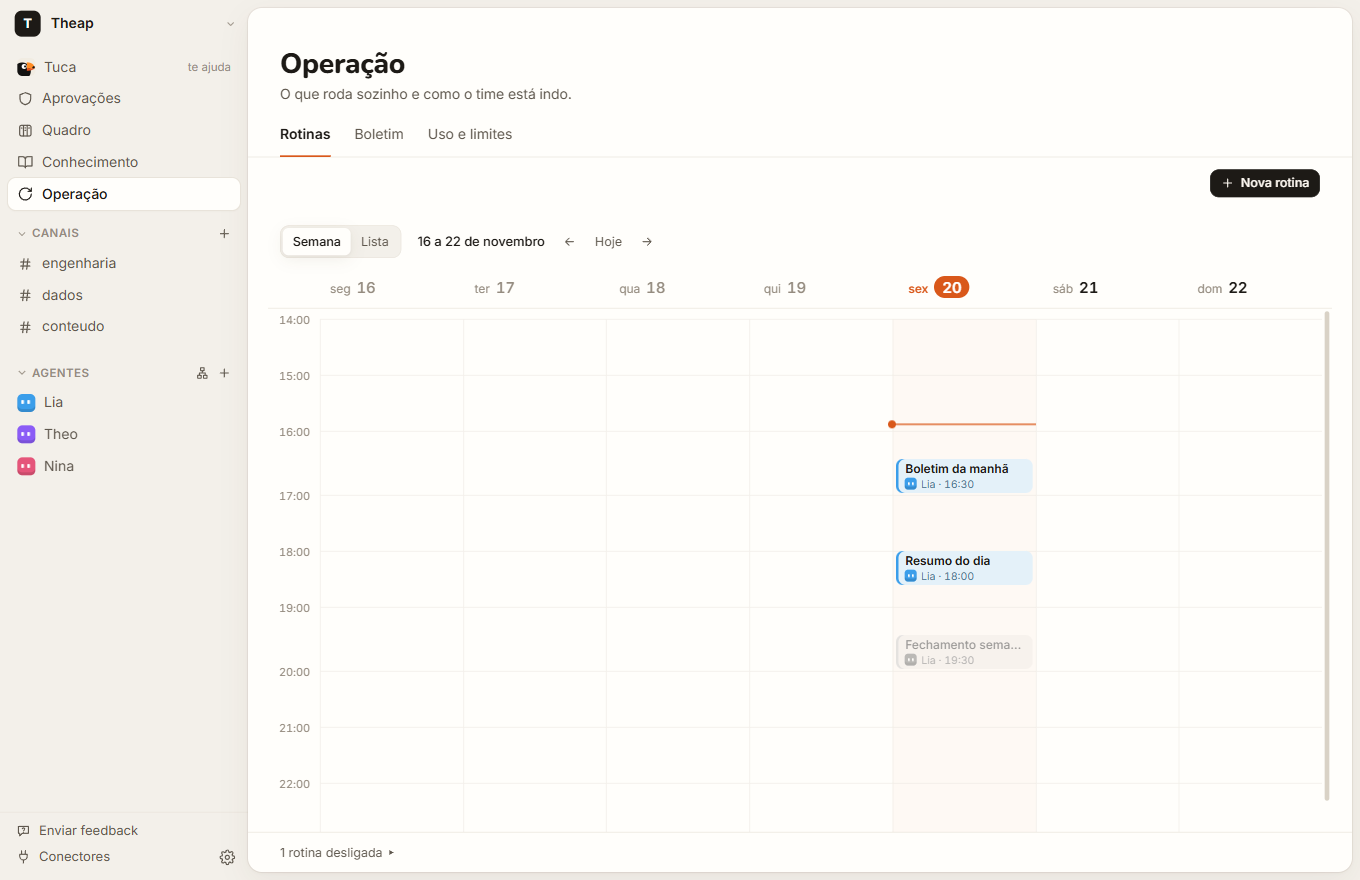 T Theap
Tuca te ajuda
Aprovações
Quadro
Conhecimento
Operação
CANAIS
# engenharia
# dados
# conteudo
AGENTES
Lia
Theo
Nina
Enviar feedback
Conectores
Operação
O que roda sozinho e como o time está indo.
Rotinas Boletim Uso e limites
+ Nova rotina
Semana Lista 16 a 22 de novembro ← Hoje →
seg 16 ter 17 qua 18 qui 19 sex 20 sáb 21 dom 22
14:00
15:00
16:00
Boletim da manhã
Lia · 16:30
17:00
18:00
Resumo do dia
Lia · 18:00
19:00
Fechamento sema...
Lia · 19:30
20:00
21:00
22:00
1 rotina desligada ▸